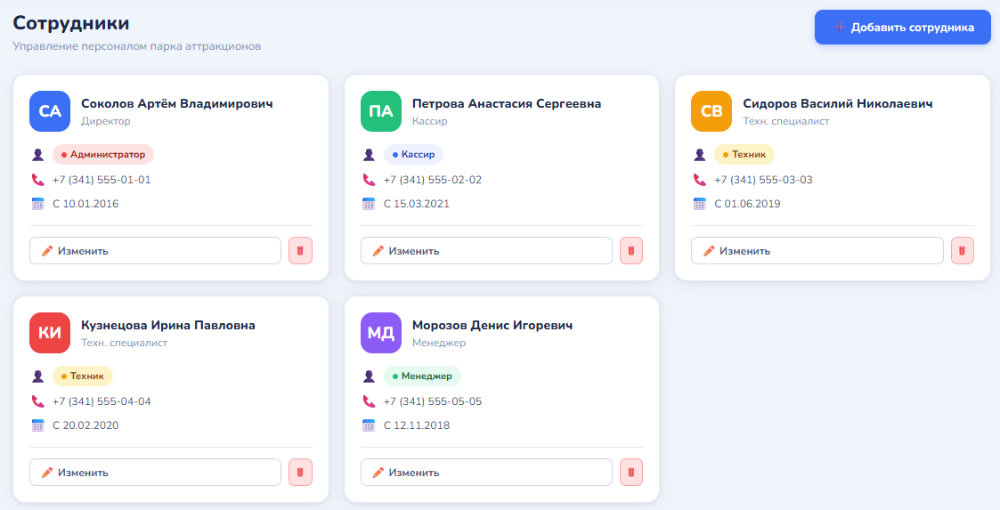 Сотрудники
Управление персоналом парка аттракционов
Добавить сотрудника
СА
Соколов Артём Владимирович
Директор
Администратор
+7 (341) 555-01-01
С 10.01.2016
Изменить
ПА
Петрова Анастасия Сергеевна
Кассир
Кассир
+7 (341) 555-02-02
С 15.03.2021
Изменить
СВ
Сидоров Василий Николаевич
Техн. специалист
Техник
+7 (341) 555-03-03
С 01.06.2019
Изменить
КИ
Кузнецова Ирина Павловна
Техн. специалист
Техник
+7 (341) 555-04-04
С 20.02.2020
Изменить
МД
Морозов Денис Игоревич
Менеджер
Менеджер
+7 (341) 555-05-05
С 12.11.2018
Изменить